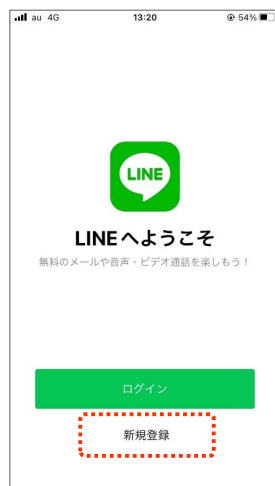 au 4G 13:20 54%
LINE
LINEへようこそ
無料のメールや音声・ビデオ通話を楽しもう!
ログイン
新規登録